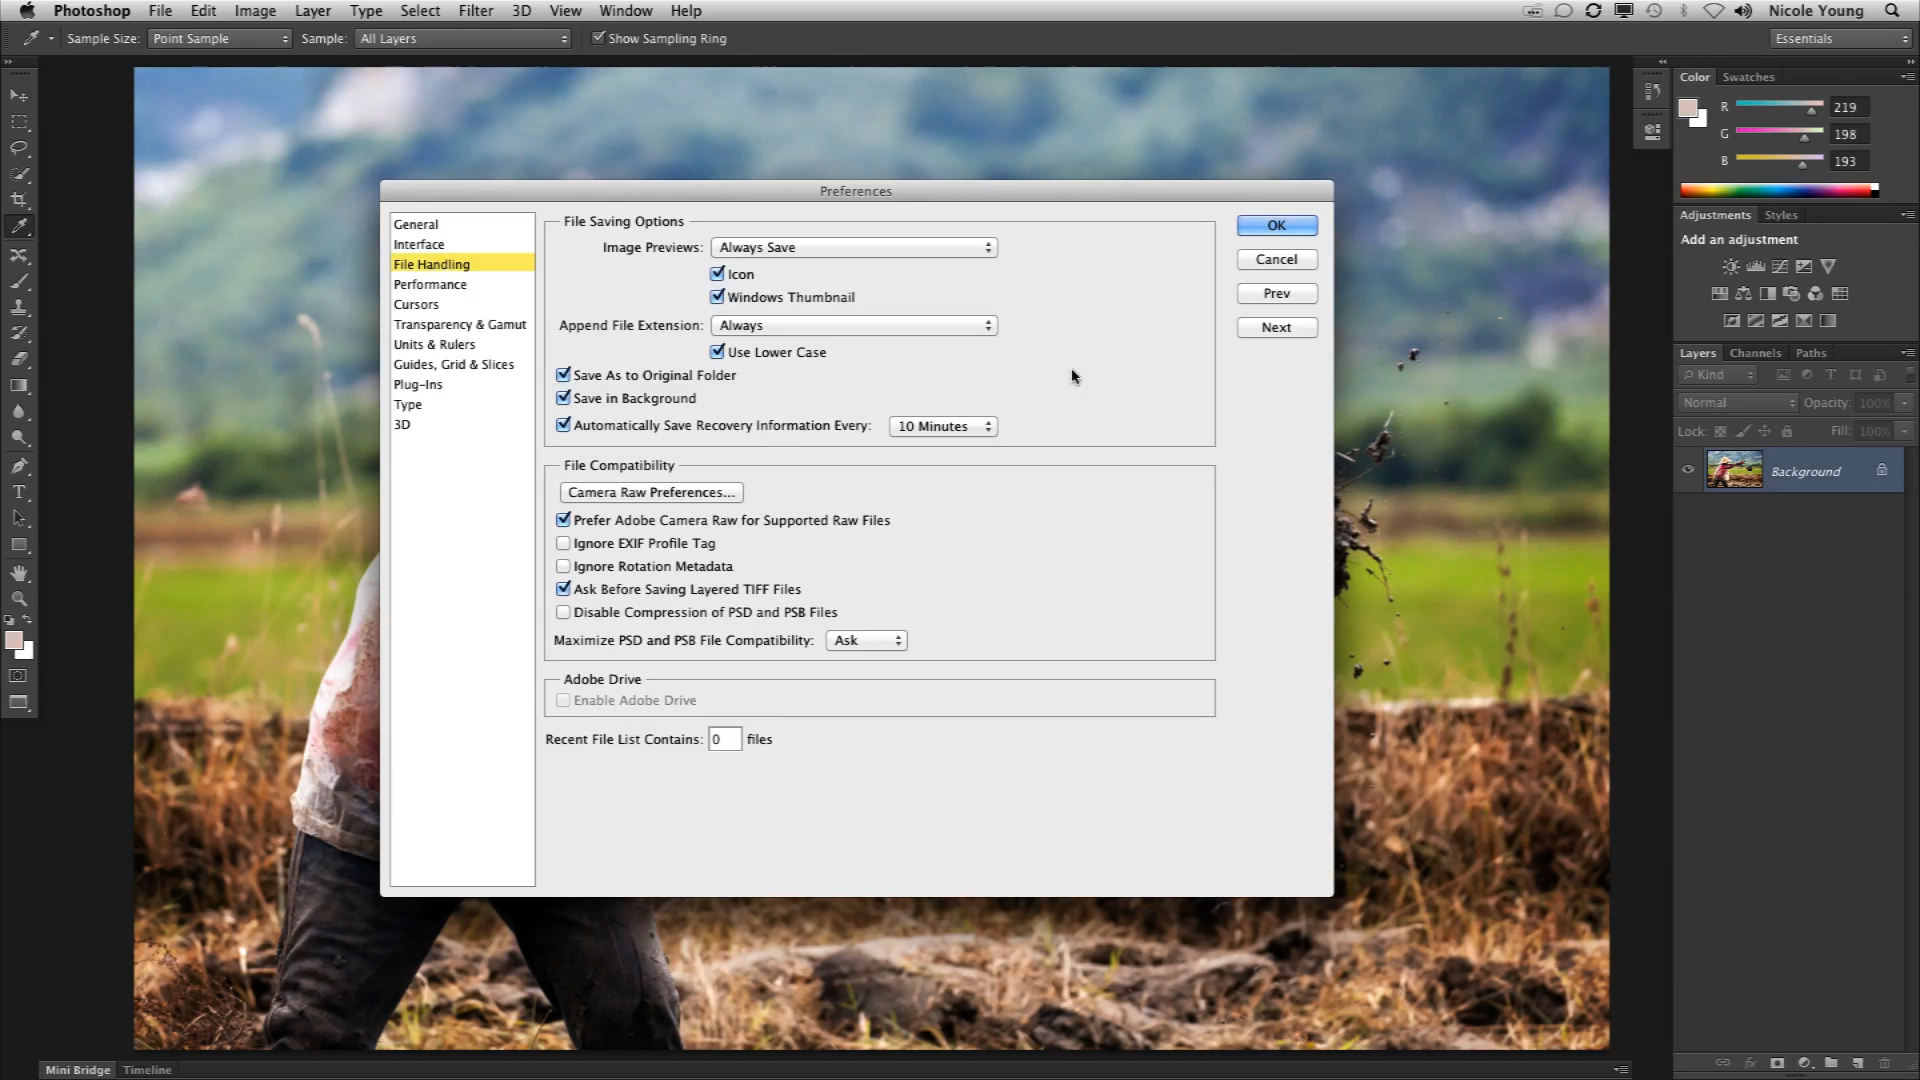 Photoshop File Edit Image Layer Type Select Filter 3D View Window Help Nicole Young
Sample Size: Point Sample Sample: All Layers Show Sampling Ring Essentials
Color Swatches
R 219
G 198
B 193
Adjustments Styles
Add an adjustment
Layers Channels Paths
Kind
Normal Opacity: 100%
Lock: Fill: 100%
Background
Preferences
General
Interface
File Handling
Performance
Cursors
Transparency & Gamut
Units & Rulers
Guides, Grid & Slices
Plug-Ins
Type
3D
File Saving Options
Image Previews: Always Save
Icon
Windows Thumbnail
Append File Extension: Always
Use Lower Case
Save As to Original Folder
Save in Background
Automatically Save Recovery Information Every: 10 Minutes
File Compatibility
Camera Raw Preferences...
Prefer Adobe Camera Raw for Supported Raw Files
Ignore EXIF Profile Tag
Ignore Rotation Metadata
Ask Before Saving Layered TIFF Files
Disable Compression of PSD and PSB Files
Maximize PSD and PSB File Compatibility: Ask
Adobe Drive
Enable Adobe Drive
Recent File List Contains: 0 files
OK
Cancel
Prev
Next
Mini Bridge Timeline